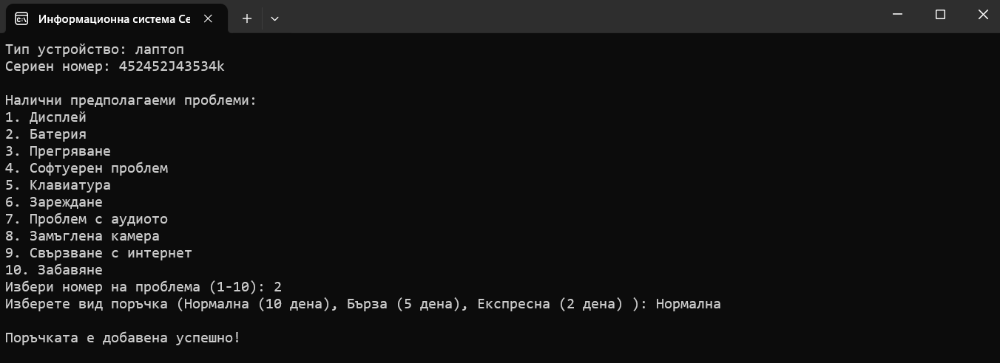 Информационна система Се
Тип устройство: лаптоп
Сериен номер: 452452J43534k
Налични предполагаеми проблеми:
1. Дисплей
2. Батерия
3. Прегряване
4. Софтуерен проблем
5. Клавиатура
6. Зареждане
7. Проблем с аудиото
8. Замъглена камера
9. Свързване с интернет
10. Забавяне
Избери номер на проблема (1-10): 2
Изберете вид поръчка (Нормална (10 дена), Бърза (5 дена), Експресна (2 дена) ): Нормална
Поръчката е добавена успешно!